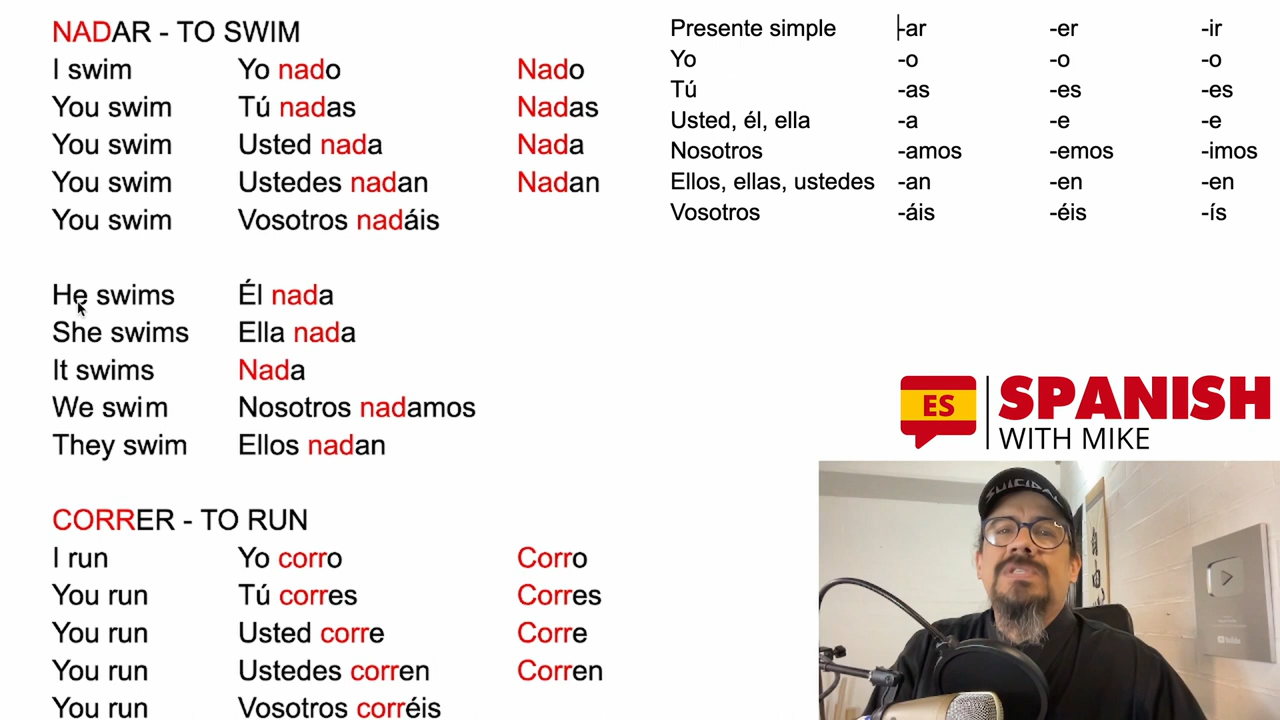 NADAR - TO SWIM
I swim Yo nado Nado
You swim Tú nadas Nadas
You swim Usted nada Nada
You swim Ustedes nadan Nadan
You swim Vosotros nadáis
He swims Él nada
She swims Ella nada
It swims Nada
We swim Nosotros nadamos
They swim Ellos nadan
CORRER - TO RUN
I run Yo corro Corro
You run Tú corres Corres
You run Usted corre Corre
You run Ustedes corren Corren
You run Vosotros corréis
Presente simple -ar -er -ir
Yo -o -o -o
Tú -as -es -es
Usted, él, ella -a -e -e
Nosotros -amos -emos -imos
Ellos, ellas, ustedes -an -en -en
Vosotros -áis -éis -ís
ES SPANISH
WITH MIKE
YouTube